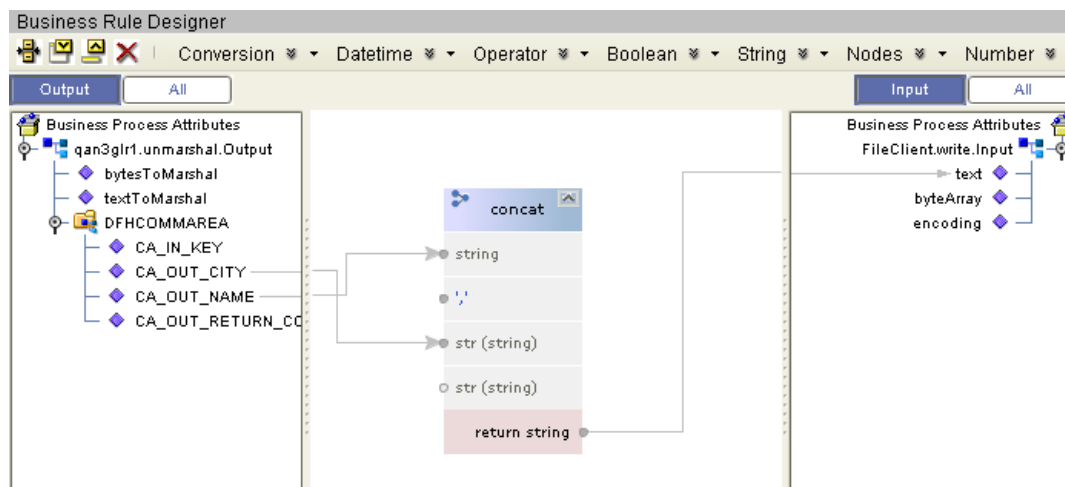 Business Rule Designer
Conversion Datetime Operator Boolean String Nodes Number
Output All Input All
Business Process Attributes
qan3glr1.unmarshal.Output
bytesToMarshal
textToMarshal
DFHCOMMAREA
CA_IN_KEY
CA_OUT_CITY
CA_OUT_NAME
CA_OUT_RETURN_CC
concat
string
','
str (string)
str (string)
return string
Business Process Attributes
FileClient.write.Input
text
byteArray
encoding